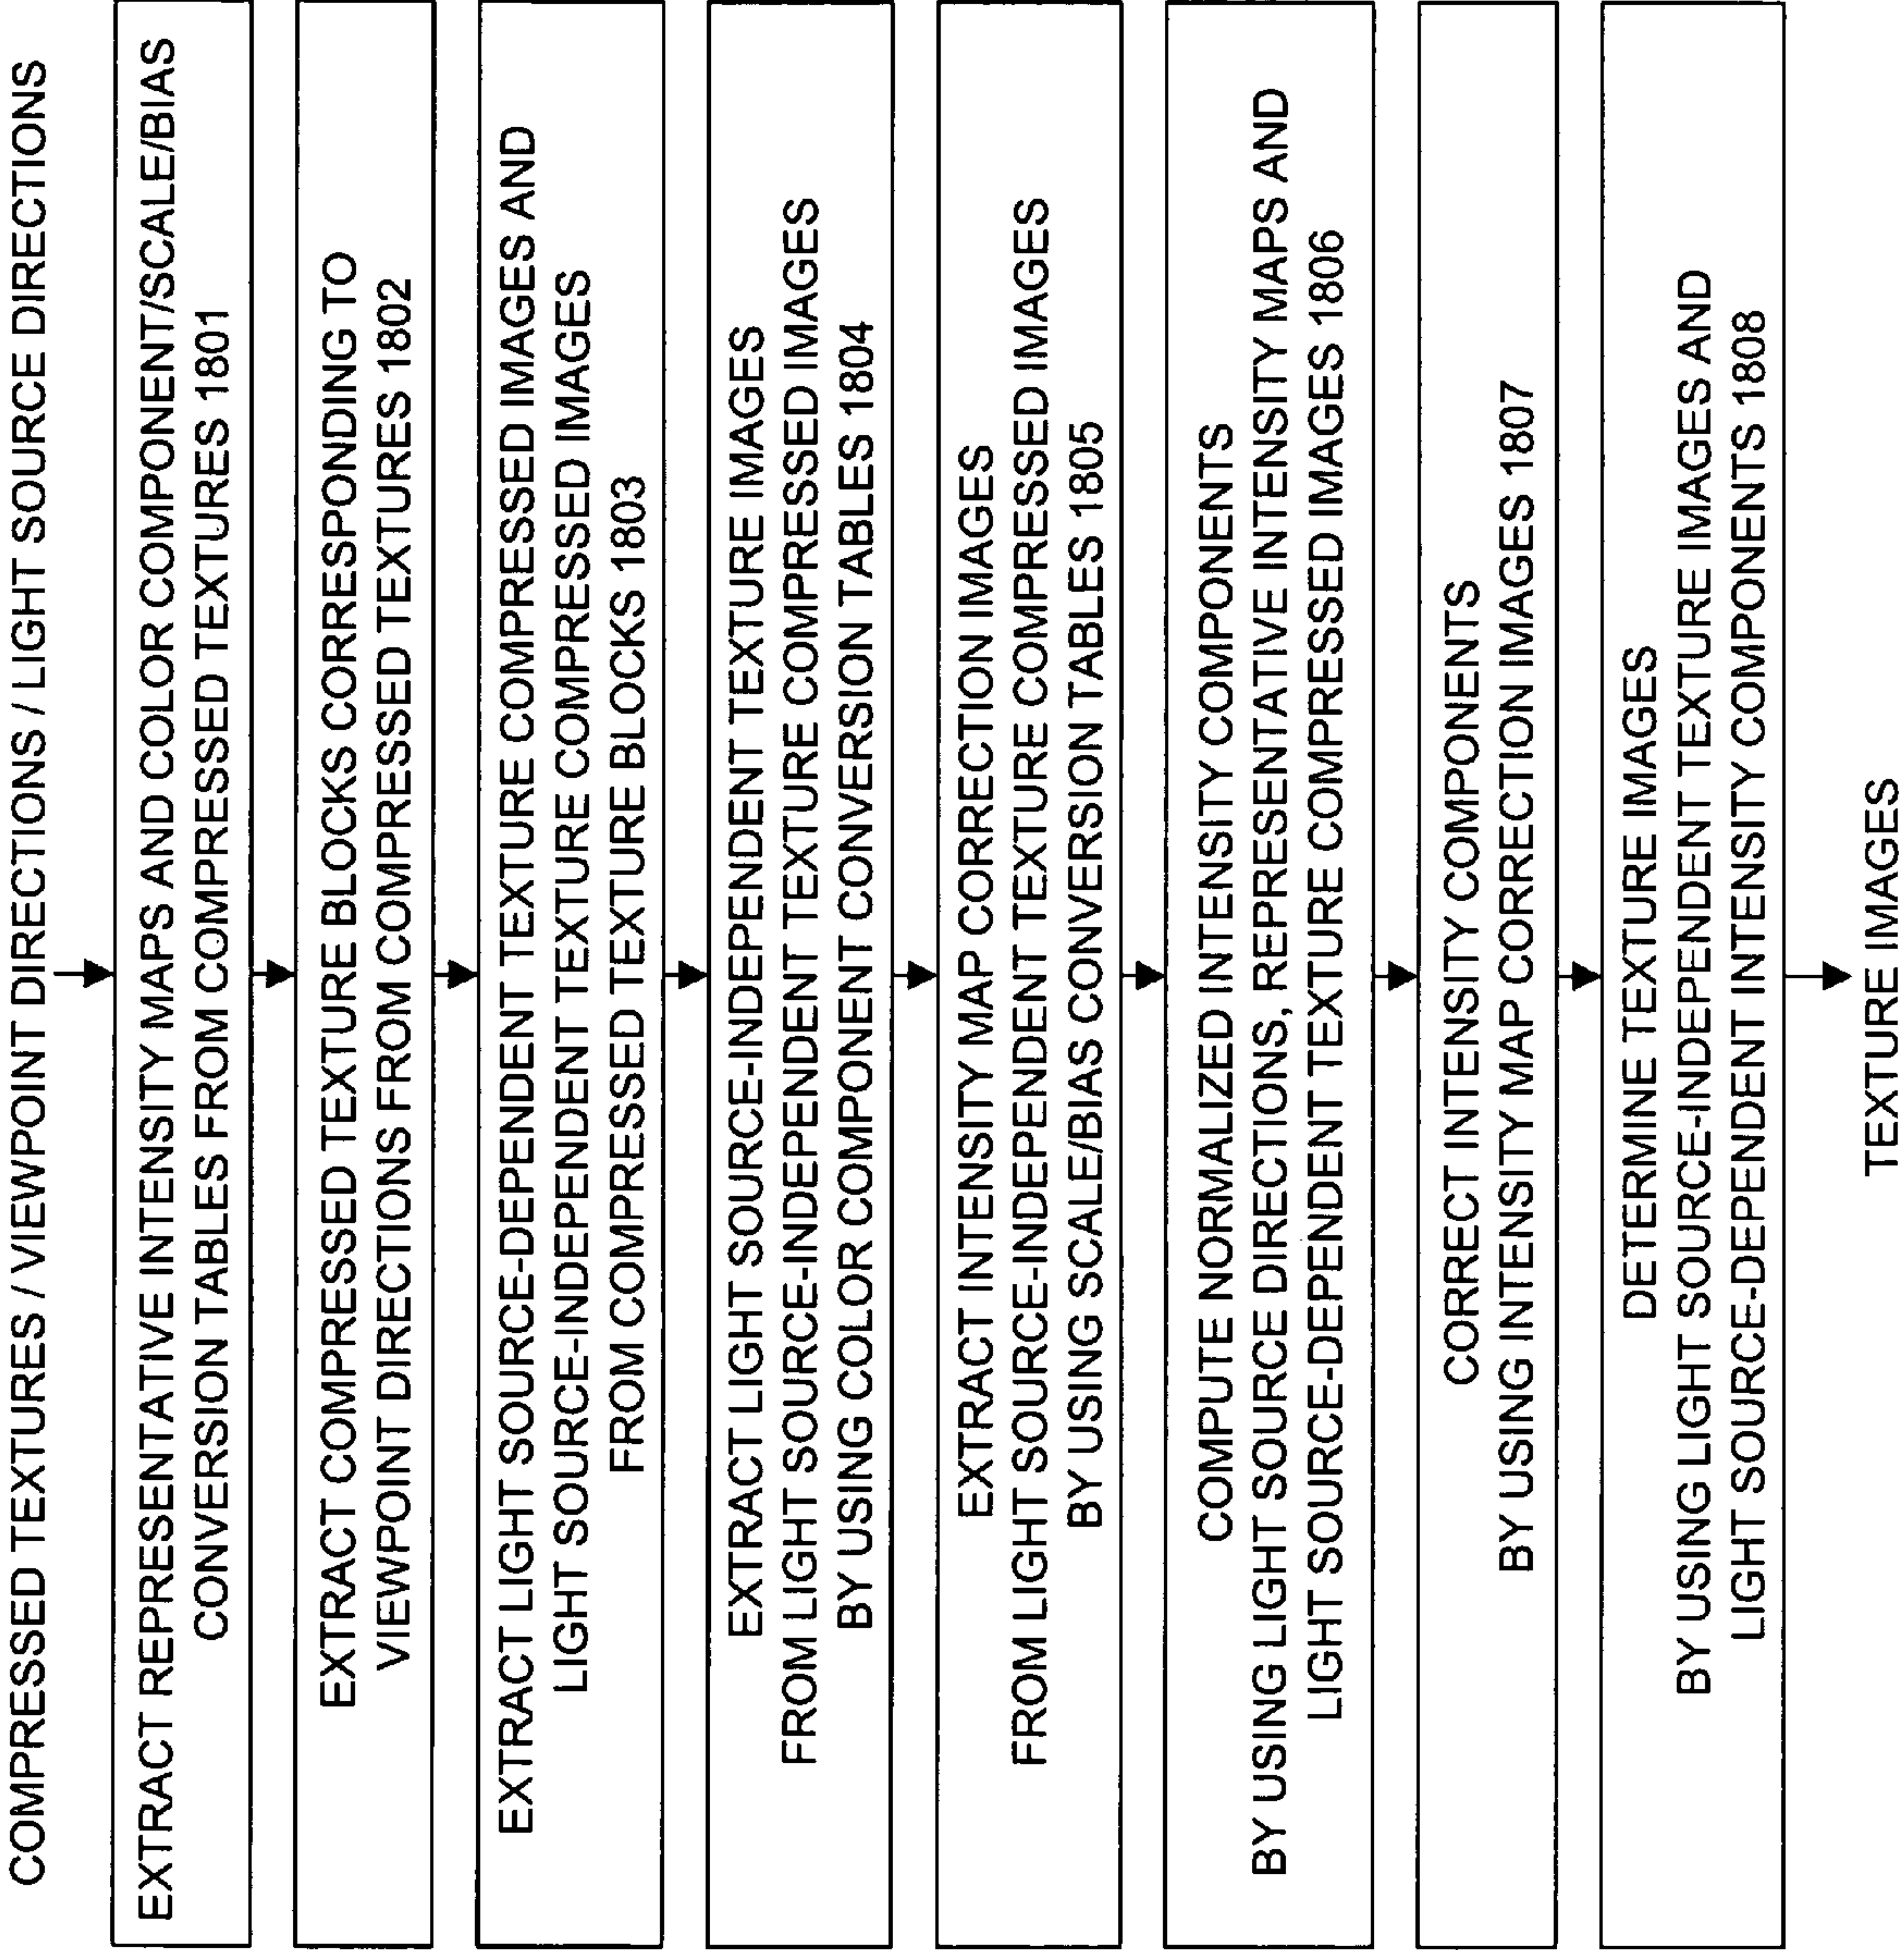 COMPRESSED TEXTURES / VIEWPOINT DIRECTIONS / LIGHT SOURCE DIRECTIONS
EXTRACT REPRESENTATIVE INTENSITY MAPS AND COLOR COMPONENT/SCALE/BIAS
CONVERSION TABLES FROM COMPRESSED TEXTURES 1801
EXTRACT COMPRESSED TEXTURE BLOCKS CORRESPONDING TO
VIEWPOINT DIRECTIONS FROM COMPRESSED TEXTURES 1802
EXTRACT LIGHT SOURCE-DEPENDENT TEXTURE COMPRESSED IMAGES AND
LIGHT SOURCE-INDEPENDENT TEXTURE COMPRESSED IMAGES
FROM COMPRESSED TEXTURE BLOCKS 1803
EXTRACT LIGHT SOURCE-INDEPENDENT TEXTURE IMAGES
FROM LIGHT SOURCE-INDEPENDENT TEXTURE COMPRESSED IMAGES
BY USING COLOR COMPONENT CONVERSION TABLES 1804
EXTRACT INTENSITY MAP CORRECTION IMAGES
FROM LIGHT SOURCE-INDEPENDENT TEXTURE COMPRESSED IMAGES
BY USING SCALE/BIAS CONVERSION TABLES 1805
COMPUTE NORMALIZED INTENSITY COMPONENTS
BY USING LIGHT SOURCE DIRECTIONS, REPRESENTATIVE INTENSITY MAPS AND
LIGHT SOURCE-DEPENDENT TEXTURE COMPRESSED IMAGES 1806
CORRECT INTENSITY COMPONENTS
BY USING INTENSITY MAP CORRECTION IMAGES 1807
DETERMINE TEXTURE IMAGES
BY USING LIGHT SOURCE-INDEPENDENT TEXTURE IMAGES AND
LIGHT SOURCE-DEPENDENT INTENSITY COMPONENTS 1808
TEXTURE IMAGES